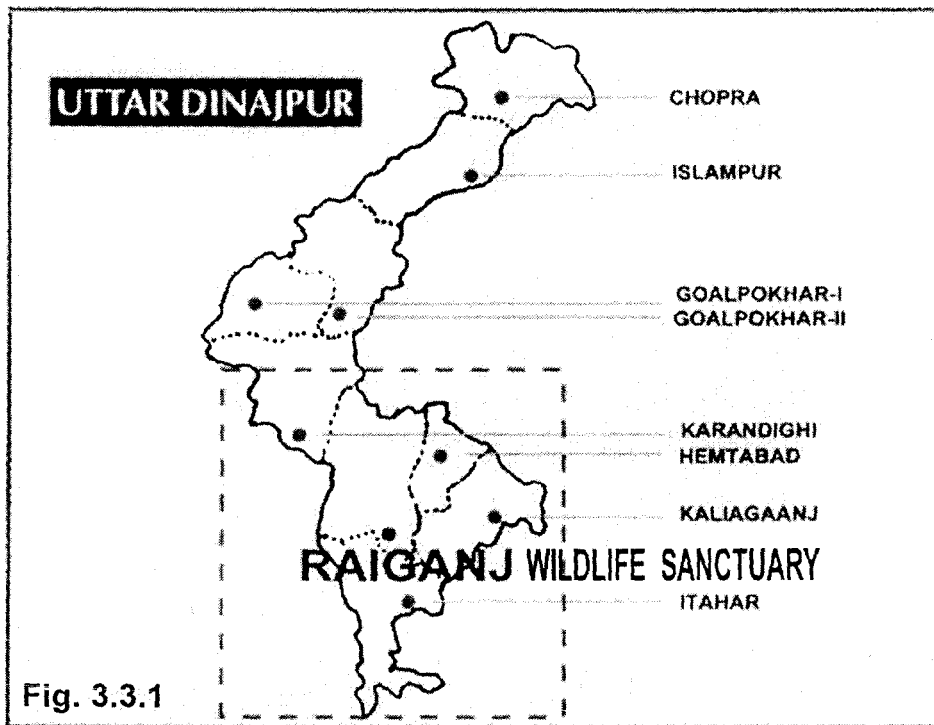 UTTAR DINAJPUR
CHOPRA
ISLAMPUR
GOALPOKHAR-I
GOALPOKHAR-II
KARANDIGHI
HEMTABAD
KALIAGAANJ
RAIGANJ WILDLIFE SANCTUARY
ITAHAR
Fig. 3.3.1